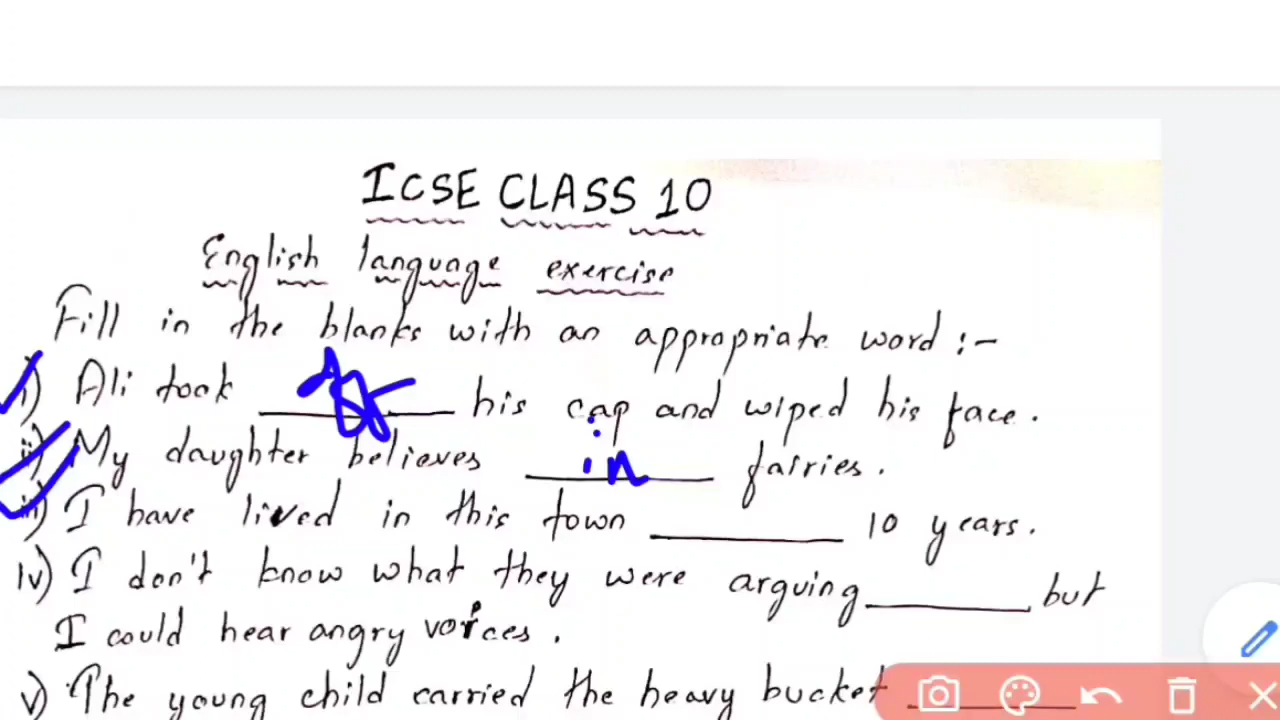 ICSE CLASS 10
English language exercise
Fill in the blanks with an appropriate word :-
i) Ali took ______ his cap and wiped his face.
ii) My daughter believes __in__ fairies.
iii) I have lived in this town ______ 10 years.
iv) I don't know what they were arguing ______ but
I could hear angry voices.
v) The young child carried the heavy bucket ______